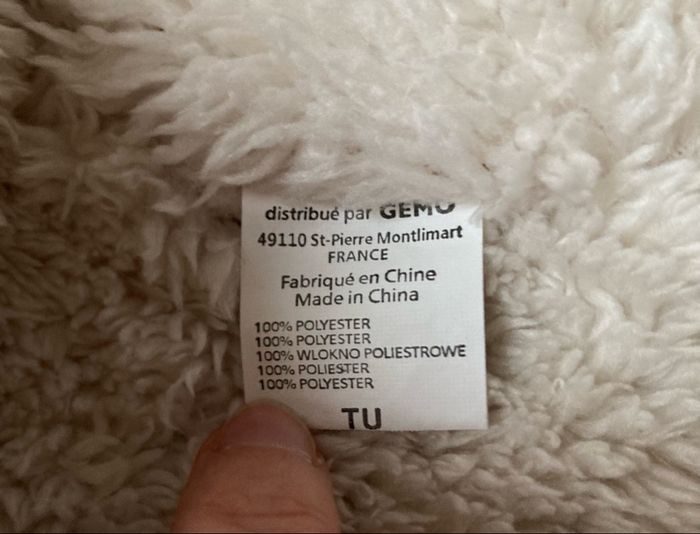 distribué par GEMO
49110 St-Pierre Montlimart
FRANCE
Fabriqué en Chine
Made in China
100% POLYESTER
100% POLYESTER
100% WLOKNO POLIESTROWE
100% POLIESTER
100% POLYESTER
TU